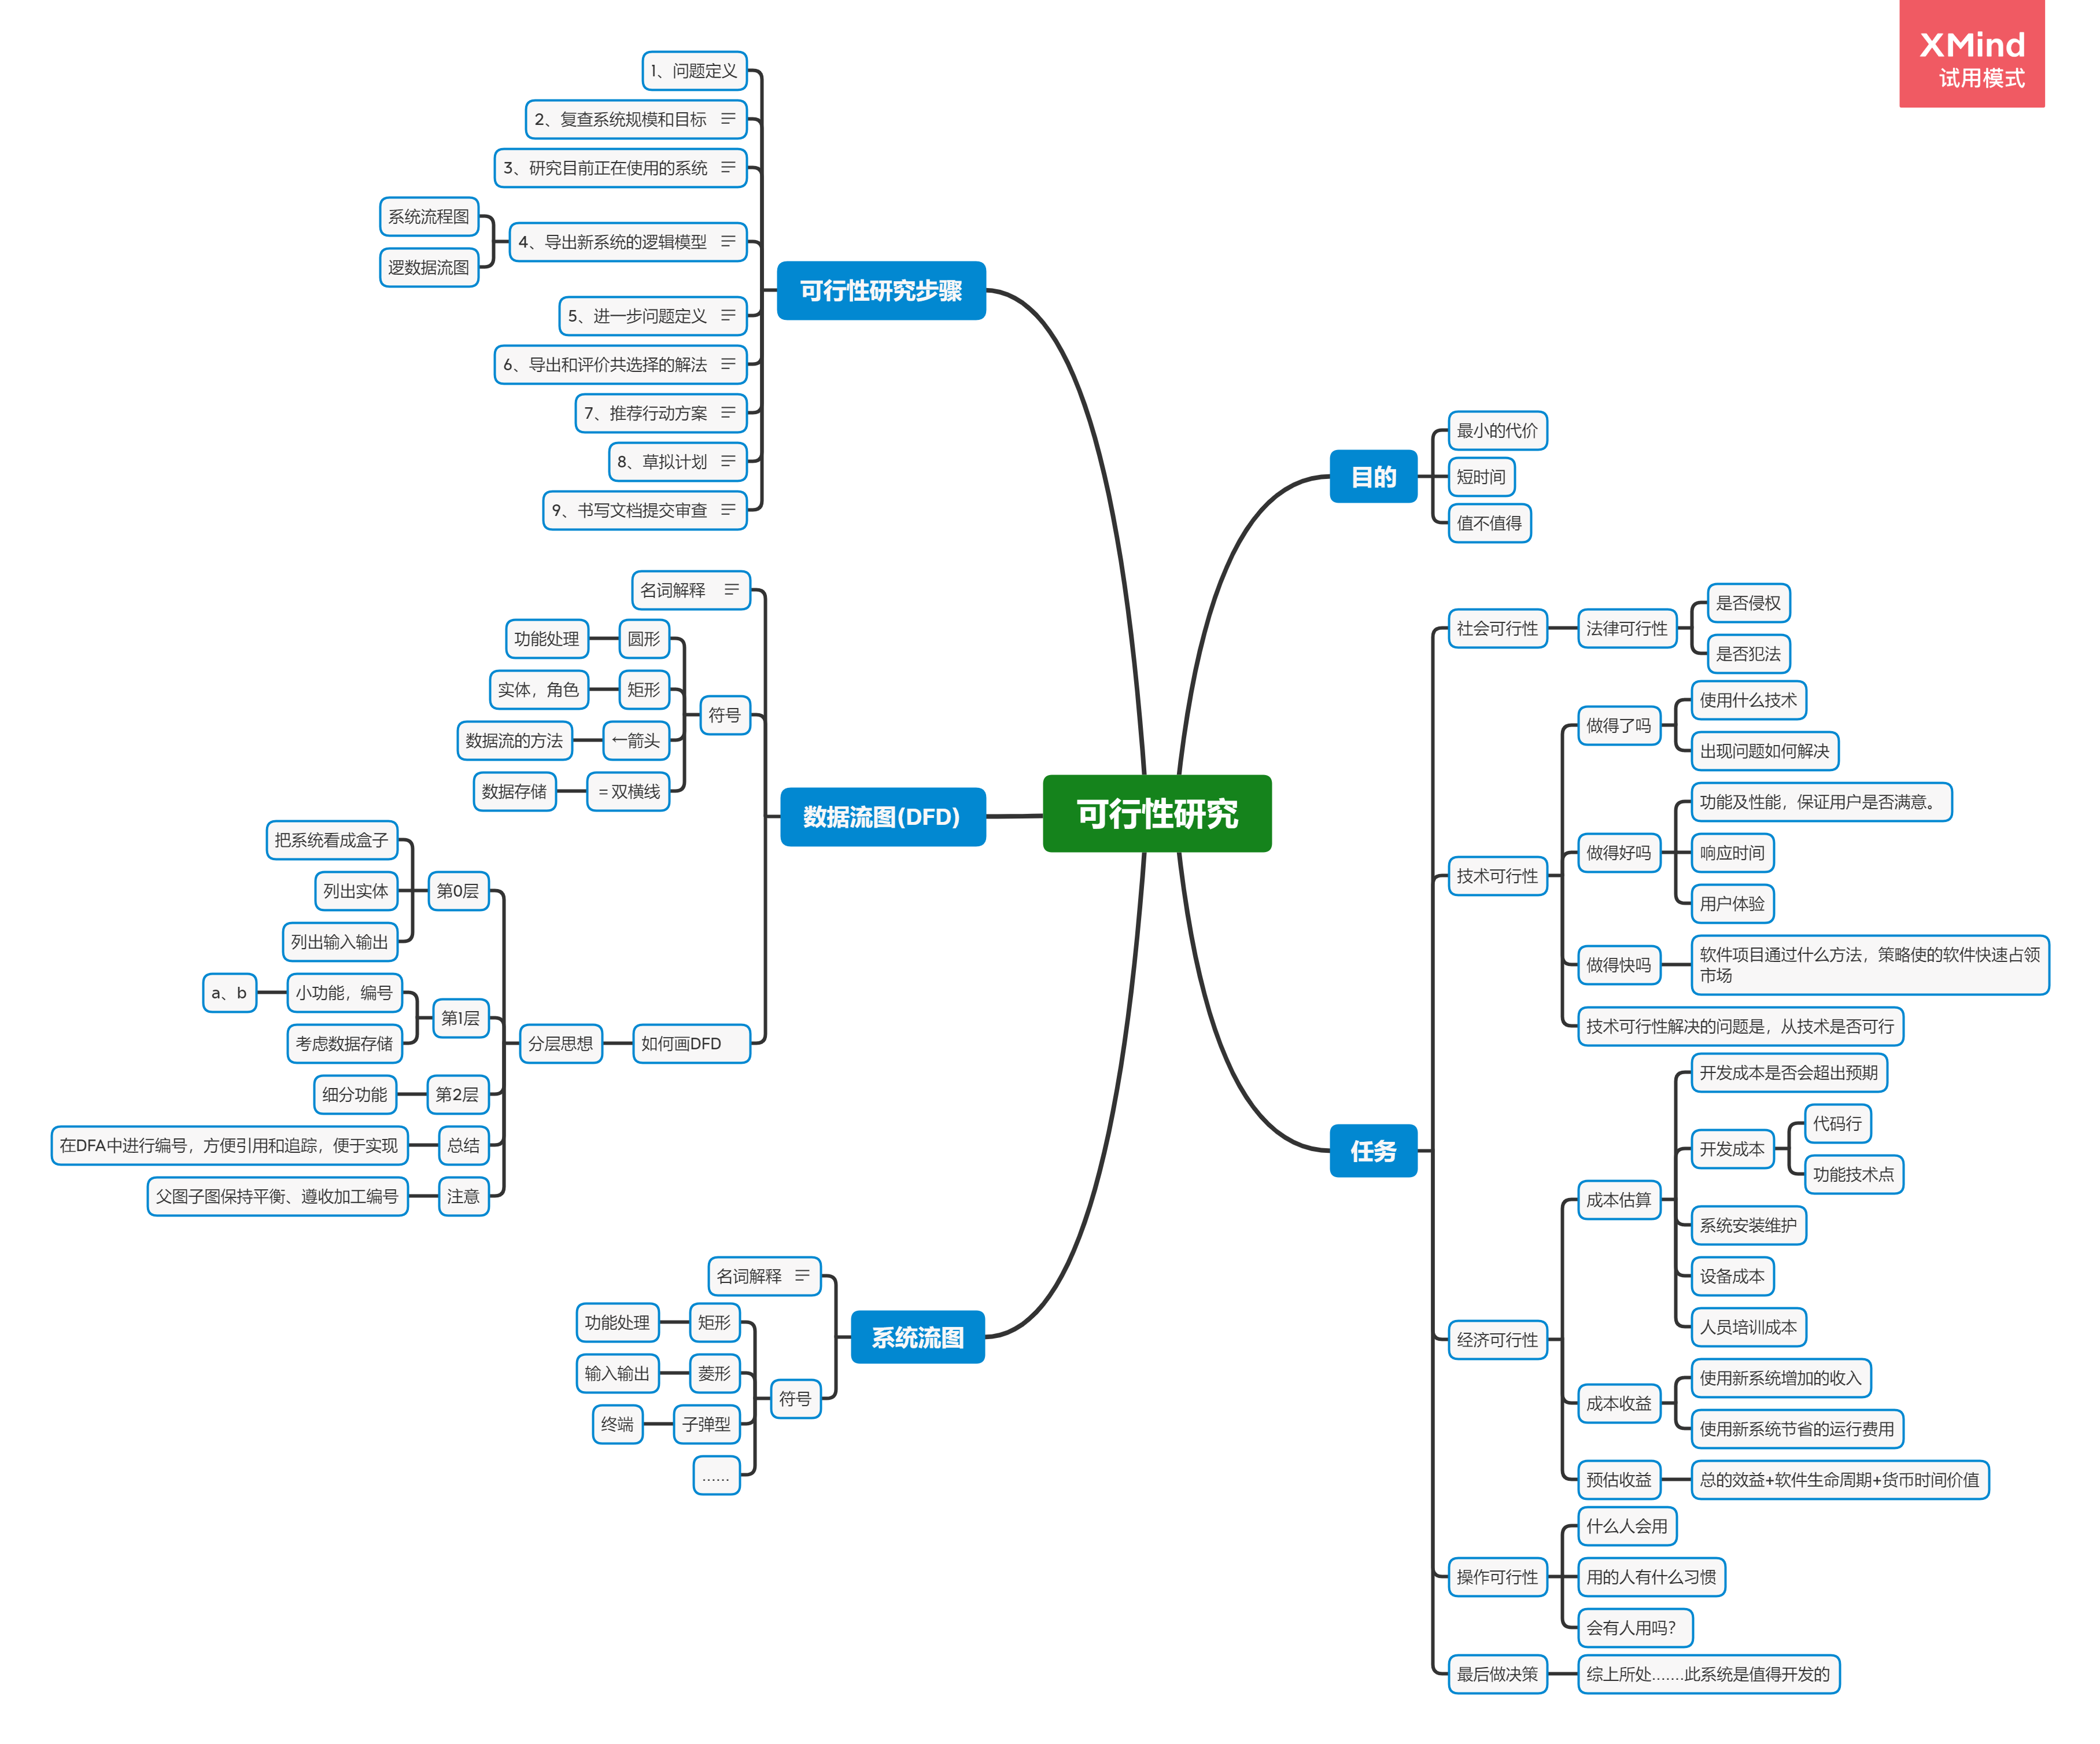 XMind
试用模式
可行性研究
目的
最小的代价
短时间
值不值得
任务
社会可行性
法律可行性
是否侵权
是否犯法
技术可行性
做得了吗
使用什么技术
出现问题如何解决
做得好吗
功能及性能，保证用户是否满意。
响应时间
用户体验
做得快吗
软件项目通过什么方法，策略使的软件快速占领
市场
技术可行性解决的问题是，从技术是否可行
经济可行性
成本估算
开发成本是否会超出预期
开发成本
代码行
功能技术点
系统安装维护
设备成本
人员培训成本
成本收益
使用新系统增加的收入
使用新系统节省的运行费用
预估收益
总的效益+软件生命周期+货币时间价值
操作可行性
什么人会用
用的人有什么习惯
会有人用吗？
最后做决策
综上所处……此系统是值得开发的
可行性研究步骤
1、问题定义
2、复查系统规模和目标
3、研究目前正在使用的系统
4、导出新系统的逻辑模型
系统流程图
逻数据流图
5、进一步问题定义
6、导出和评价共选择的解法
7、推荐行动方案
8、草拟计划
9、书写文档提交审查
数据流图(DFD)
名词解释
符号
圆形
功能处理
矩形
实体，角色
←箭头
数据流的方法
＝双横线
数据存储
如何画DFD
分层思想
第0层
把系统看成盒子
列出实体
列出输入输出
第1层
小功能，编号
a、b
考虑数据存储
第2层
细分功能
总结
在DFA中进行编号，方便引用和追踪，便于实现
注意
父图子图保持平衡、遵收加工编号
系统流图
名词解释
符号
矩形
功能处理
菱形
输入输出
子弹型
终端
……